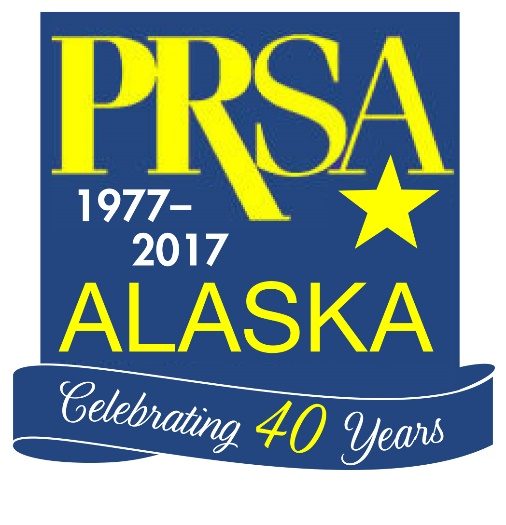 PRSA
1977–
2017
ALASKA
Celebrating 40 Years